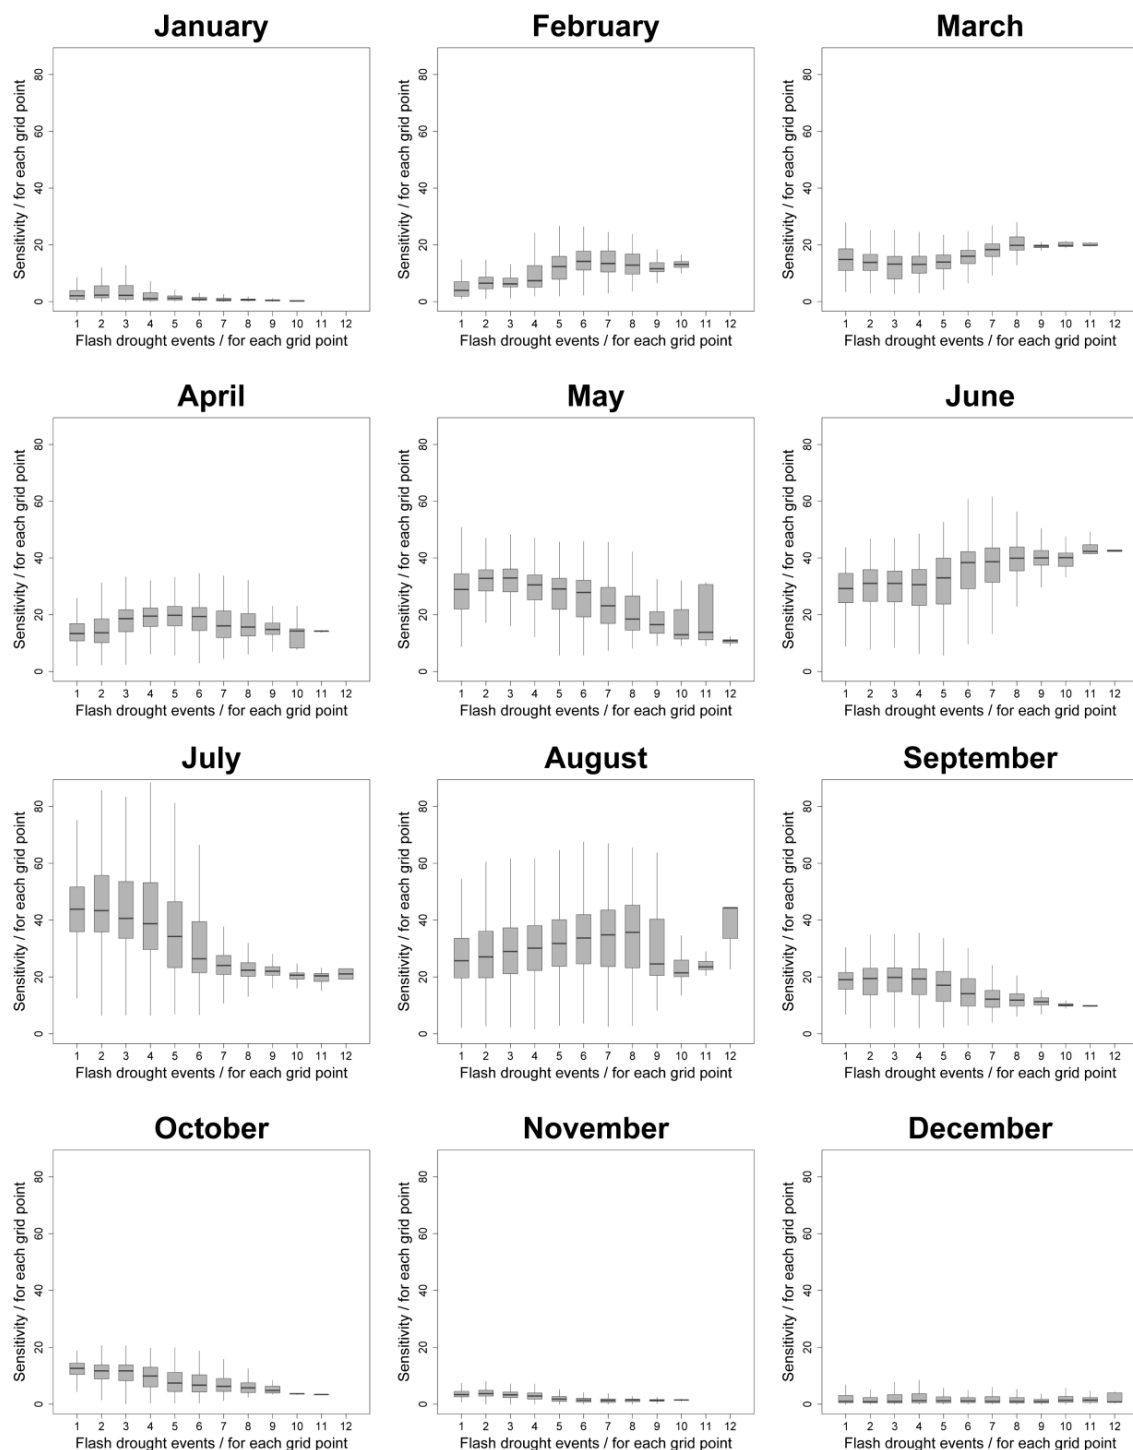 January
February
March
Sensitivity / for each grid point
0 20 40 60 80
1 2 3 4 5 6 7 8 9 10 11 12
Flash drought events / for each grid point
Sensitivity / for each grid point
0 20 40 60 80
1 2 3 4 5 6 7 8 9 10 11 12
Flash drought events / for each grid point
Sensitivity / for each grid point
0 20 40 60 80
1 2 3 4 5 6 7 8 9 10 11 12
Flash drought events / for each grid point
April
May
June
Sensitivity / for each grid point
0 20 40 60 80
1 2 3 4 5 6 7 8 9 10 11 12
Flash drought events / for each grid point
Sensitivity / for each grid point
0 20 40 60 80
1 2 3 4 5 6 7 8 9 10 11 12
Flash drought events / for each grid point
Sensitivity / for each grid point
0 20 40 60 80
1 2 3 4 5 6 7 8 9 10 11 12
Flash drought events / for each grid point
July
August
September
Sensitivity / for each grid point
0 20 40 60 80
1 2 3 4 5 6 7 8 9 10 11 12
Flash drought events / for each grid point
Sensitivity / for each grid point
0 20 40 60 80
1 2 3 4 5 6 7 8 9 10 11 12
Flash drought events / for each grid point
Sensitivity / for each grid point
0 20 40 60 80
1 2 3 4 5 6 7 8 9 10 11 12
Flash drought events / for each grid point
October
November
December
Sensitivity / for each grid point
0 20 40 60 80
1 2 3 4 5 6 7 8 9 10 11 12
Flash drought events / for each grid point
Sensitivity / for each grid point
0 20 40 60 80
1 2 3 4 5 6 7 8 9 10 11 12
Flash drought events / for each grid point
Sensitivity / for each grid point
0 20 40 60 80
1 2 3 4 5 6 7 8 9 10 11 12
Flash drought events / for each grid point